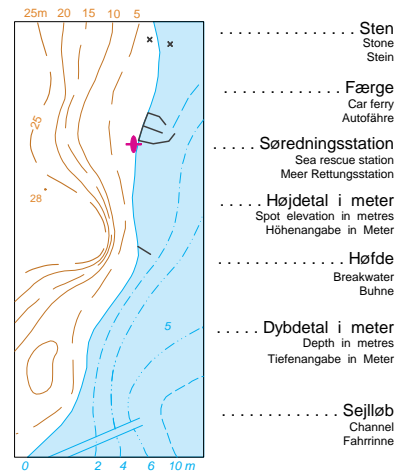 25m 20 15 10 5
25
28
5
0 2 4 6 10 m
. . . . . . . . . . . . . Sten
Stone
Stein
. . . . . . . . . . . . Færge
Car ferry
Autofähre
. . . . Søredningsstation
Sea rescue station
Meer Rettungsstation
. . . . Højdetal i meter
Spot elevation in metres
Höhenangabe in Meter
. . . . . . . . . . . . Høfde
Breakwater
Buhne
. . . . . Dybdetal i meter
Depth in metres
Tiefenangabe in Meter
. . . . . . . . . . . . Sejlløb
Channel
Fahrrinne